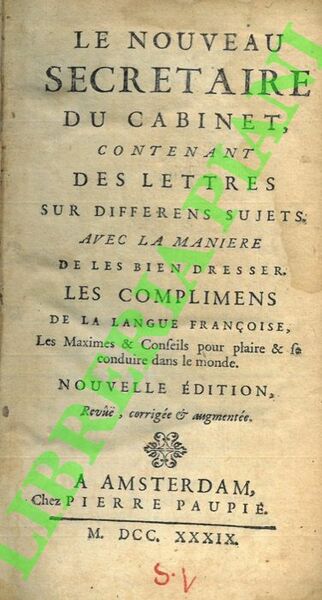 LE NOUVEAU
SECRETAIRE
DU CABINET,
CONTENANT
DES LETTRES
SUR DIFFERENS SUJETS.
AVEC LA MANIERE
DE LES BIEN DRESSER.
LES COMPLIMENS
DE LA LANGUE FRANÇOISE,
Les Maximes & Conseils pour plaire & se
conduire dans le monde.
NOUVELLE ÉDITION,
Revûë, corrigée & augmentée.
A AMSTERDAM,
Chez PIERRE PAUPIE.
M. DCC. XXXIX.
S.V
LIBRERIA PIANI